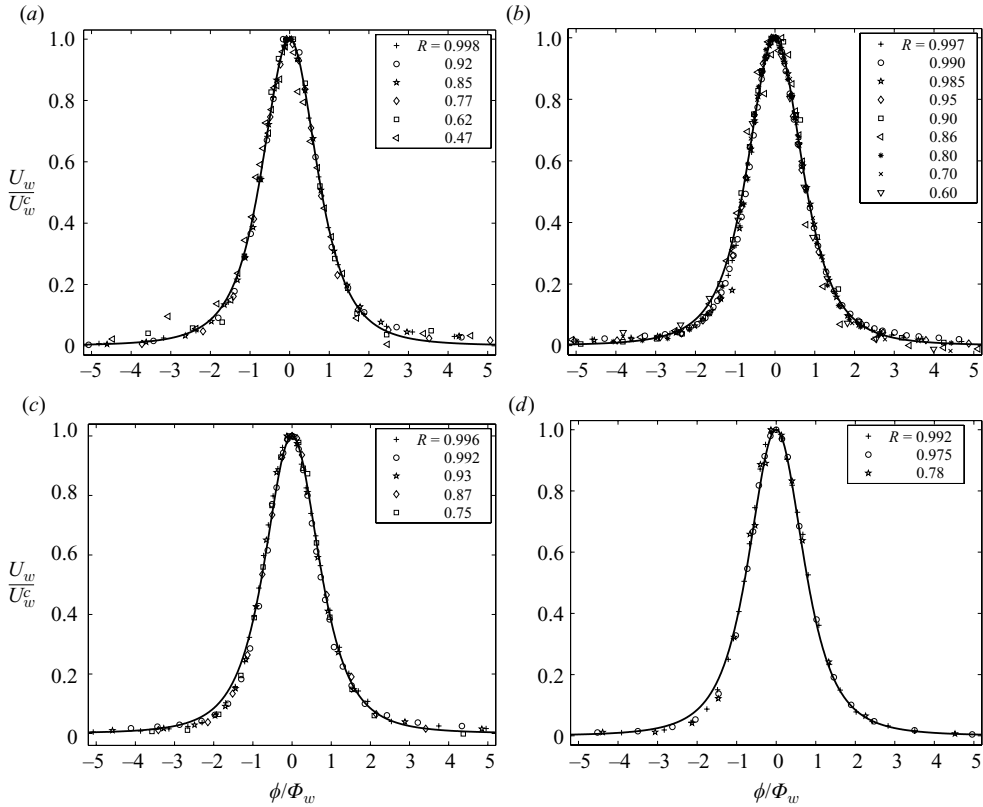 (a)
1.0
0.8
0.6
0.4
0.2
0
U_w
U_w^c
R = 0.998
0.92
0.85
0.77
0.62
0.47
–5 –4 –3 –2 –1 0 1 2 3 4 5
(b)
1.0
0.8
0.6
0.4
0.2
0
R = 0.997
0.990
0.985
0.95
0.90
0.86
0.80
0.70
0.60
–5 –4 –3 –2 –1 0 1 2 3 4 5
(c)
1.0
0.8
0.6
0.4
0.2
0
U_w
U_w^c
R = 0.996
0.992
0.93
0.87
0.75
–5 –4 –3 –2 –1 0 1 2 3 4 5
ϕ/Φ_w
(d)
1.0
0.8
0.6
0.4
0.2
0
R = 0.992
0.975
0.78
–5 –4 –3 –2 –1 0 1 2 3 4 5
ϕ/Φ_w